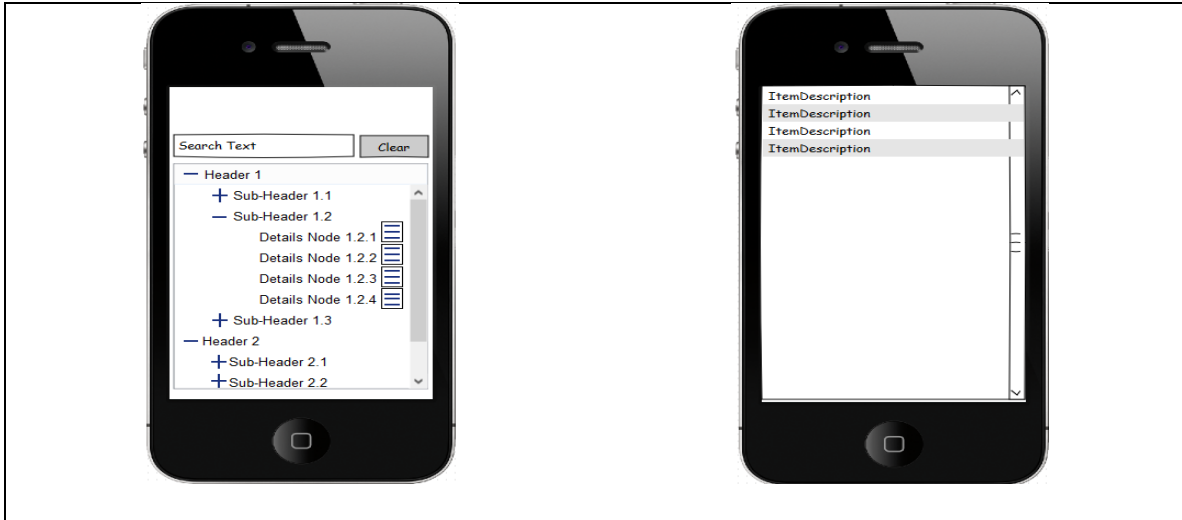 Search Text Clear
Header 1
Sub-Header 1.1
Sub-Header 1.2
Details Node 1.2.1
Details Node 1.2.2
Details Node 1.2.3
Details Node 1.2.4
Sub-Header 1.3
Header 2
Sub-Header 2.1
Sub-Header 2.2
ItemDescription
ItemDescription
ItemDescription
ItemDescription